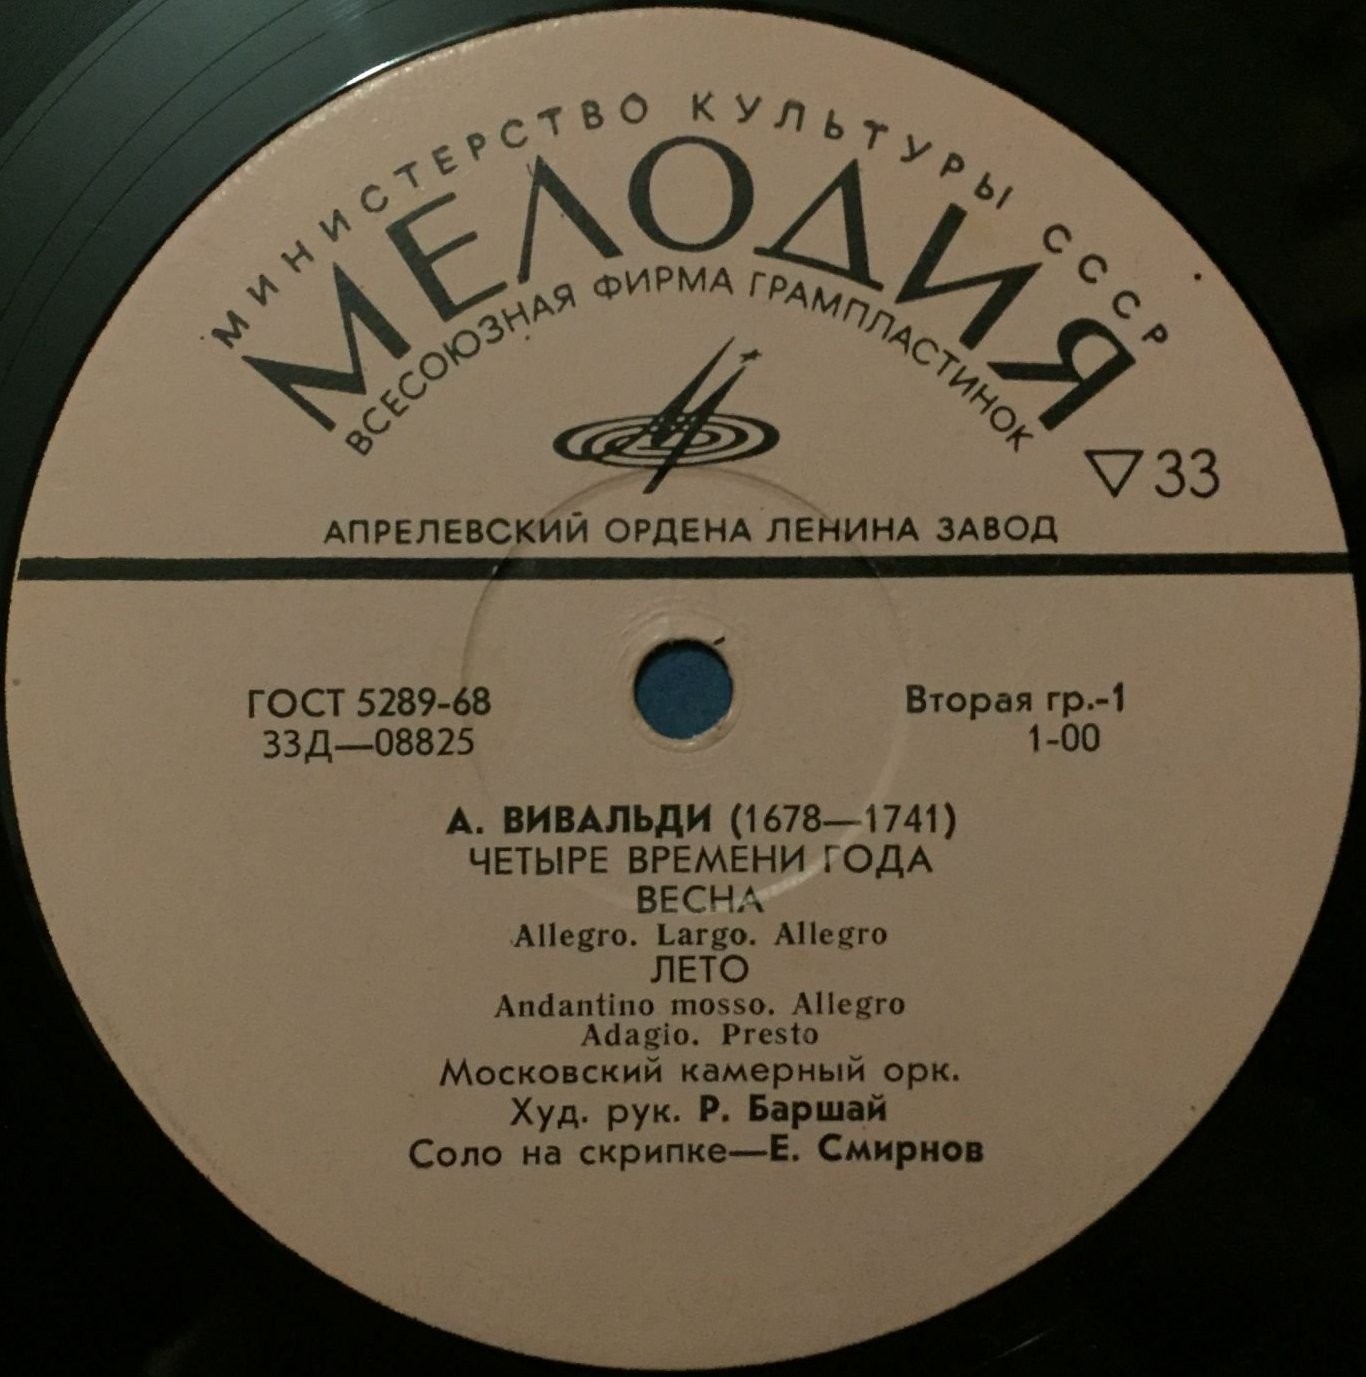 МИНИСТЕРСТВО КУЛЬТУРЫ СССР
МЕЛОДИЯ
ВСЕСОЮЗНАЯ ФИРМА ГРАМПЛАСТИНОК
▽33
АПРЕЛЕВСКИЙ ОРДЕНА ЛЕНИНА ЗАВОД
ГОСТ 5289-68
33Д—08825
Вторая гр.-1
1-00
А. ВИВАЛЬДИ (1678—1741)
ЧЕТЫРЕ ВРЕМЕНИ ГОДА
ВЕСНА
Allegro. Largo. Allegro
ЛЕТО
Andantino mosso. Allegro
Adagio. Presto
Московский камерный орк.
Худ. рук. Р. Баршай
Соло на скрипке—Е. Смирнов